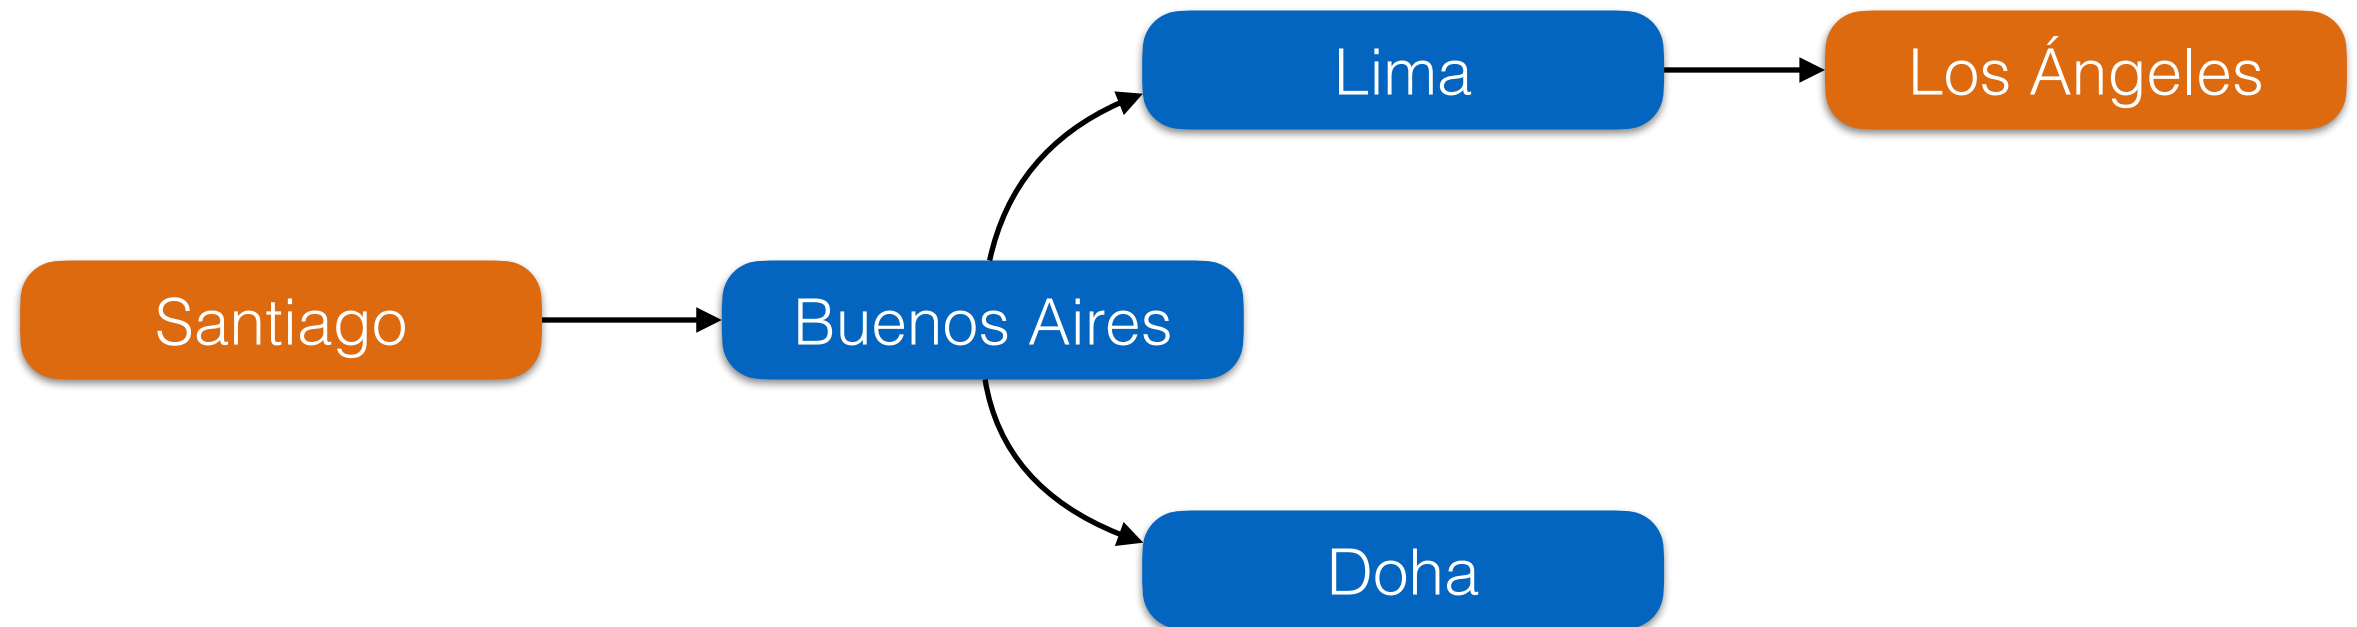 Lima
Los Ángeles
Santiago
Buenos Aires
Doha